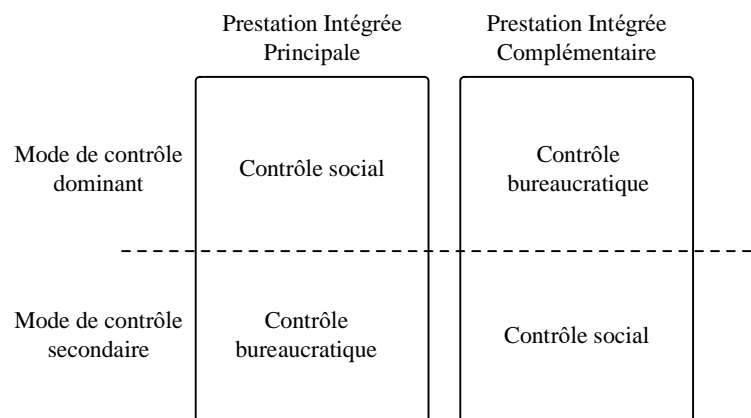 Prestation Intégrée
Principale
Prestation Intégrée
Complémentaire
Mode de contrôle
dominant
Contrôle social
Contrôle
bureaucratique
Mode de contrôle
secondaire
Contrôle
bureaucratique
Contrôle social